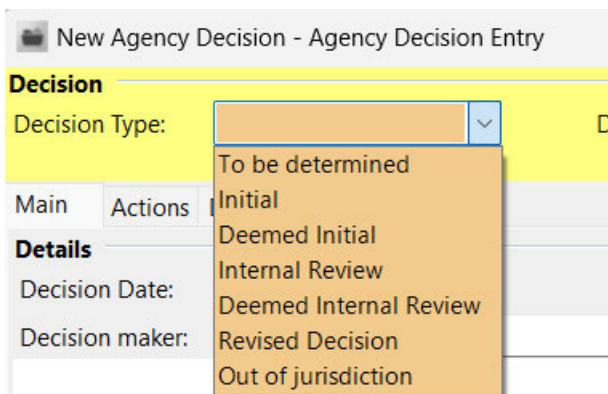 New Agency Decision - Agency Decision Entry
Decision
Decision Type:
To be determined
Initial
Deemed Initial
Internal Review
Deemed Internal Review
Revised Decision
Out of jurisdiction
Main
Actions
Details
Decision Date:
Decision maker: